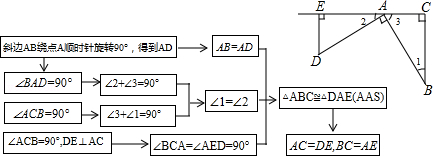 斜边AB绕点A顺时针旋转90°，得到AD
AB=AD
∠BAD=90°
∠2+∠3=90°
∠ACB=90°
∠3+∠1=90°
∠1=∠2
△ABC≌△DAE(AAS)
∠ACB=90°,DE⊥AC
∠BCA=∠AED=90°
AC=DE,BC=AE
E
A
C
2
3
D
1
B